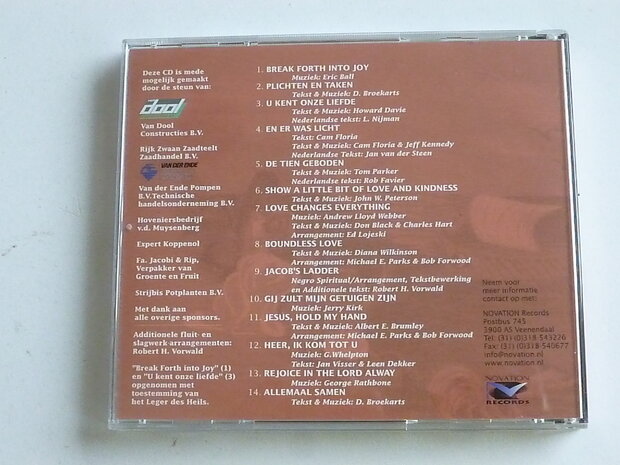 Deze CD is mede
mogelijk gemaakt
door de steun van:
Dool
Van Dool
Constructies B.V.
Rijk Zwaan Zaadteelt
Zaadhandel B.V.
VAN DER ENDE
Van der Ende Pompen
B.V.Technische
handelsonderneming B.V.
Hoveniersbedrijf
v.d. Muysenberg
Expert Koppenol
Fa. Jacobi & Rip,
Verpakker van
Groente en Fruit
Strijbis Potplanten B.V.
Met dank aan
alle overige sponsors.
Additionele fluit- en
slagwerk-arrangementen:
Robert H. Vorwald
"Break Forth into Joy" (1)
en "U kent onze liefde" (3)
opgenomen met
toestemming van
het Leger des Heils.
1. BREAK FORTH INTO JOY
Muziek: Eric Ball
2. PLICHTEN EN TAKEN
Tekst & Muziek: D. Broekarts
3. U KENT ONZE LIEFDE
Tekst & Muziek: Howard Davie
Nederlandse tekst: L. Nijman
4. EN ER WAS LICHT
Tekst: Cam Floria
Tekst & Muziek: Cam Floria & Jeff Kennedy
Nederlandse Tekst: Jan van der Steen
5. DE TIEN GEBODEN
Tekst & Muziek: Tom Parker
Nederlandse tekst: Rob Favier
6. SHOW A LITTLE BIT OF LOVE AND KINDNESS
Tekst & Muziek: John W. Peterson
7. LOVE CHANGES EVERYTHING
Muziek: Andrew Lloyd Webber
Tekst & Muziek: Don Black & Charles Hart
Arrangement: Ed Lojeski
8. BOUNDLESS LOVE
Tekst & Muziek: Diana Wilkinson
Arrangement: Michael E. Parks & Bob Forwood
9. JACOB'S LADDER
Negro Spiritual/Arrangement, Tekstbewerking
en Additionele tekst: Robert H. Vorwald
10. GIJ ZULT MIJN GETUIGEN ZIJN
Muziek: Jerry Kirk
11. JESUS, HOLD MY HAND
Tekst & Muziek: Albert E. Brumley
Arrangement: Michael E. Parks & Bob Forwood
12. HEER, IK KOM TOT U
Muziek: G.Whelpton
Tekst: Jan Visser & Leen Dekker
13. REJOICE IN THE LORD ALWAY
Muziek: George Rathbone
14. ALLEMAAL SAMEN
Tekst & Muziek: D. Broekarts
Neem voor
meer informatie
contact op met:
NOVATION Records
Postbus 745
3900 AS Veenendaal
Tel: (31) (0)318 543226
Fax: (31) (0)318 540677
info@novation.nl
www.novation.nl
NOVATION
RECORDS